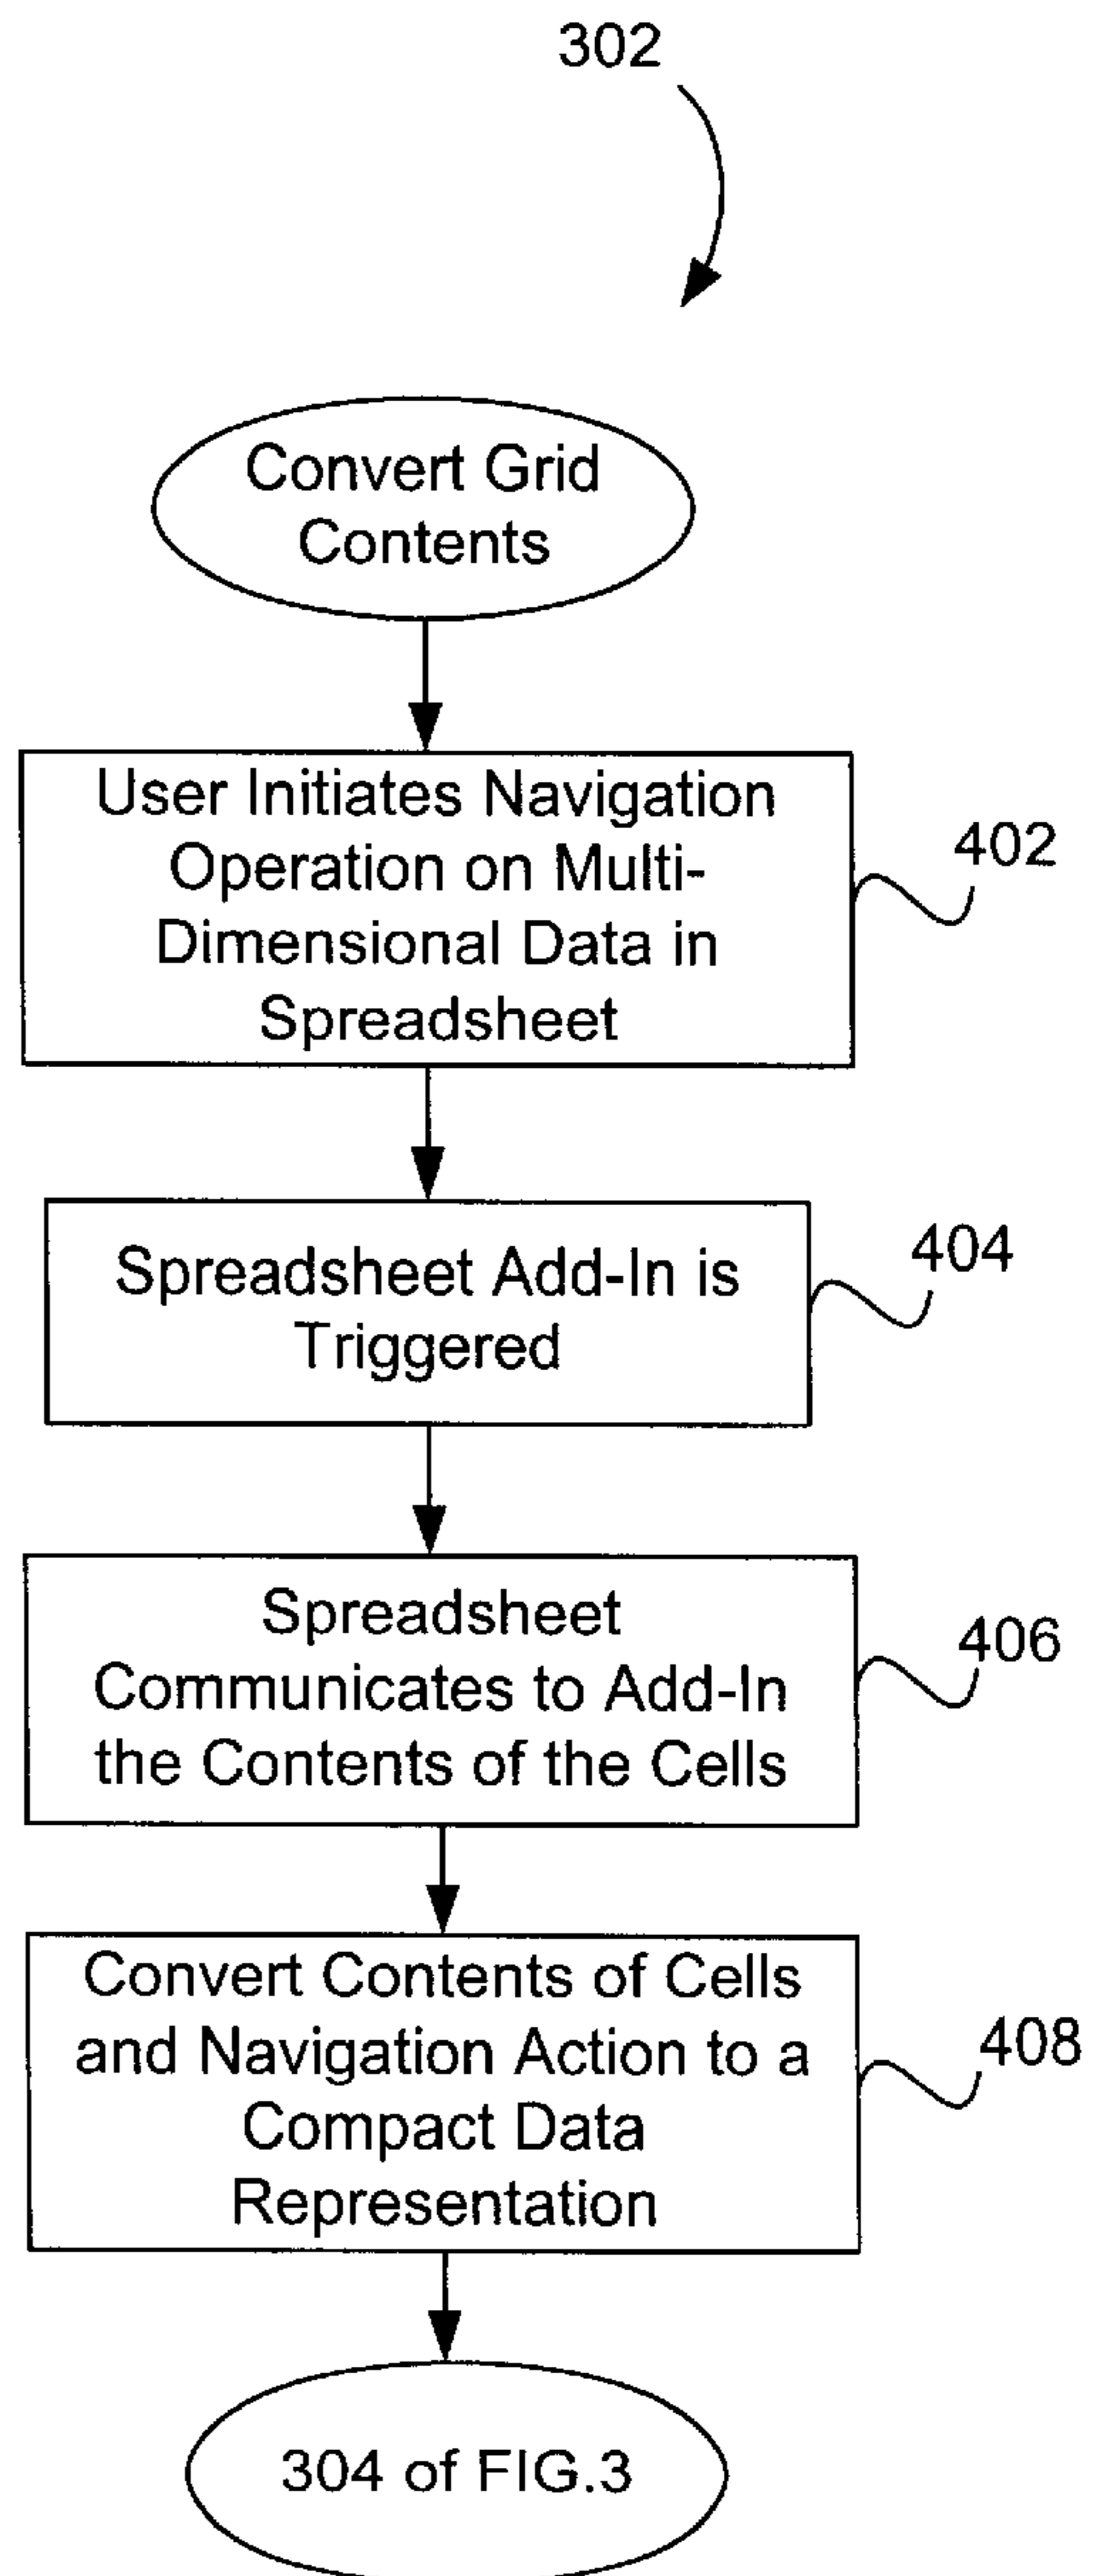 302
Convert Grid
Contents
User Initiates Navigation
Operation on Multi-
Dimensional Data in
Spreadsheet
402
Spreadsheet Add-In is
Triggered
404
Spreadsheet
Communicates to Add-In
the Contents of the Cells
406
Convert Contents of Cells
and Navigation Action to a
Compact Data
Representation
408
304 of FIG.3